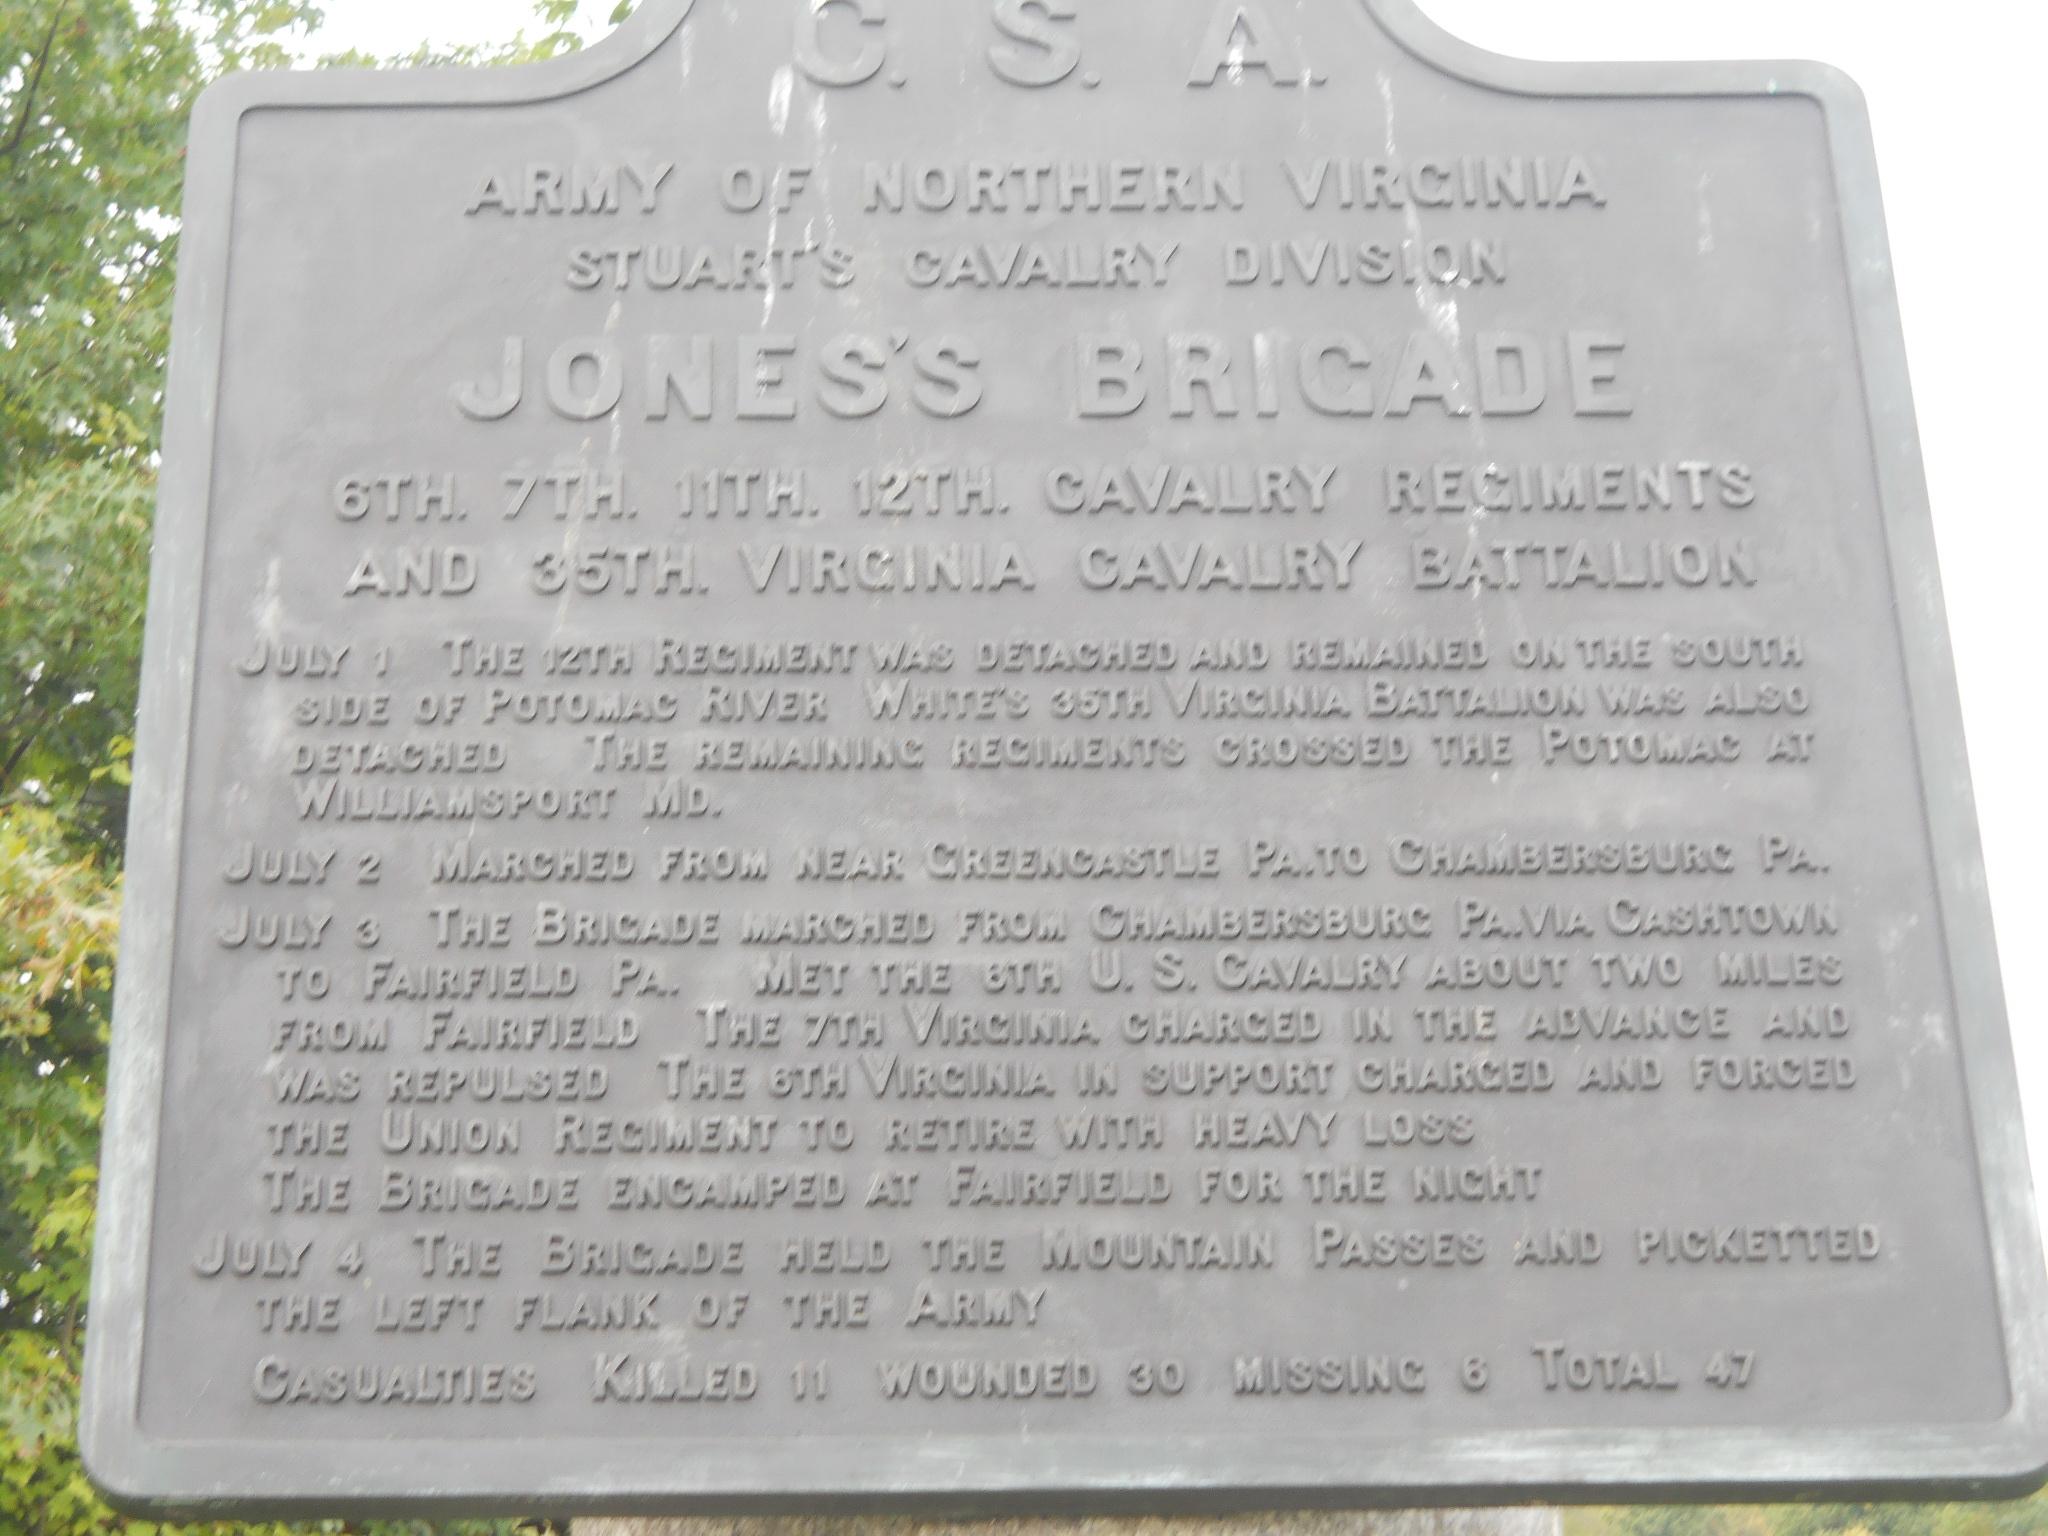 C. S. A.
ARMY OF NORTHERN VIRGINIA
STUART'S CAVALRY DIVISION
JONES'S BRIGADE
6TH. 7TH. 11TH. 12TH. CAVALRY REGIMENTS
AND 35TH. VIRGINIA CAVALRY BATTALION
JULY 1 THE 12TH REGIMENT WAS DETACHED AND REMAINED ON THE SOUTH
SIDE OF POTOMAC RIVER WHITE'S 35TH VIRGINIA BATTALION WAS ALSO
DETACHED THE REMAINING REGIMENTS CROSSED THE POTOMAC AT
WILLIAMSPORT MD.
JULY 2 MARCHED FROM NEAR GREENCASTLE PA. TO CHAMBERSBURG PA.
JULY 3 THE BRIGADE MARCHED FROM CHAMBERSBURG PA. VIA CASHTOWN
TO FAIRFIELD PA. MET THE 6TH U. S. CAVALRY ABOUT TWO MILES
FROM FAIRFIELD THE 7TH VIRGINIA CHARGED IN THE ADVANCE AND
WAS REPULSED THE 6TH VIRGINIA IN SUPPORT CHARGED AND FORCED
THE UNION REGIMENT TO RETIRE WITH HEAVY LOSS
THE BRIGADE ENCAMPED AT FAIRFIELD FOR THE NIGHT
JULY 4 THE BRIGADE HELD THE MOUNTAIN PASSES AND PICKETTED
THE LEFT FLANK OF THE ARMY
CASUALTIES KILLED 11 WOUNDED 30 MISSING 6 TOTAL 47